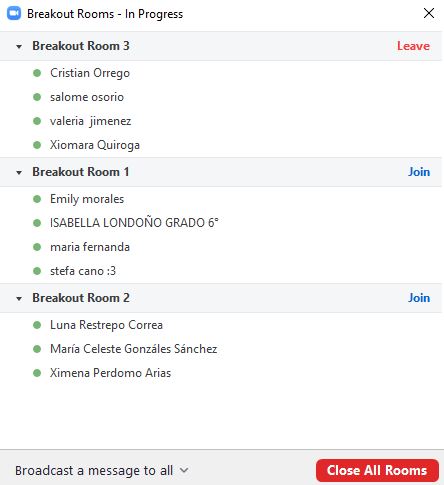 Breakout Rooms - In Progress
Breakout Room 3 Leave
Cristian Orrego
salome osorio
valeria  jimenez
Xiomara Quiroga
Breakout Room 1 Join
Emily morales
ISABELLA LONDOÑO GRADO 6°
maria fernanda
stefa cano :3
Breakout Room 2 Join
Luna Restrepo Correa
María Celeste Gonzáles Sánchez
Ximena Perdomo Arias
Broadcast a message to all Close All Rooms